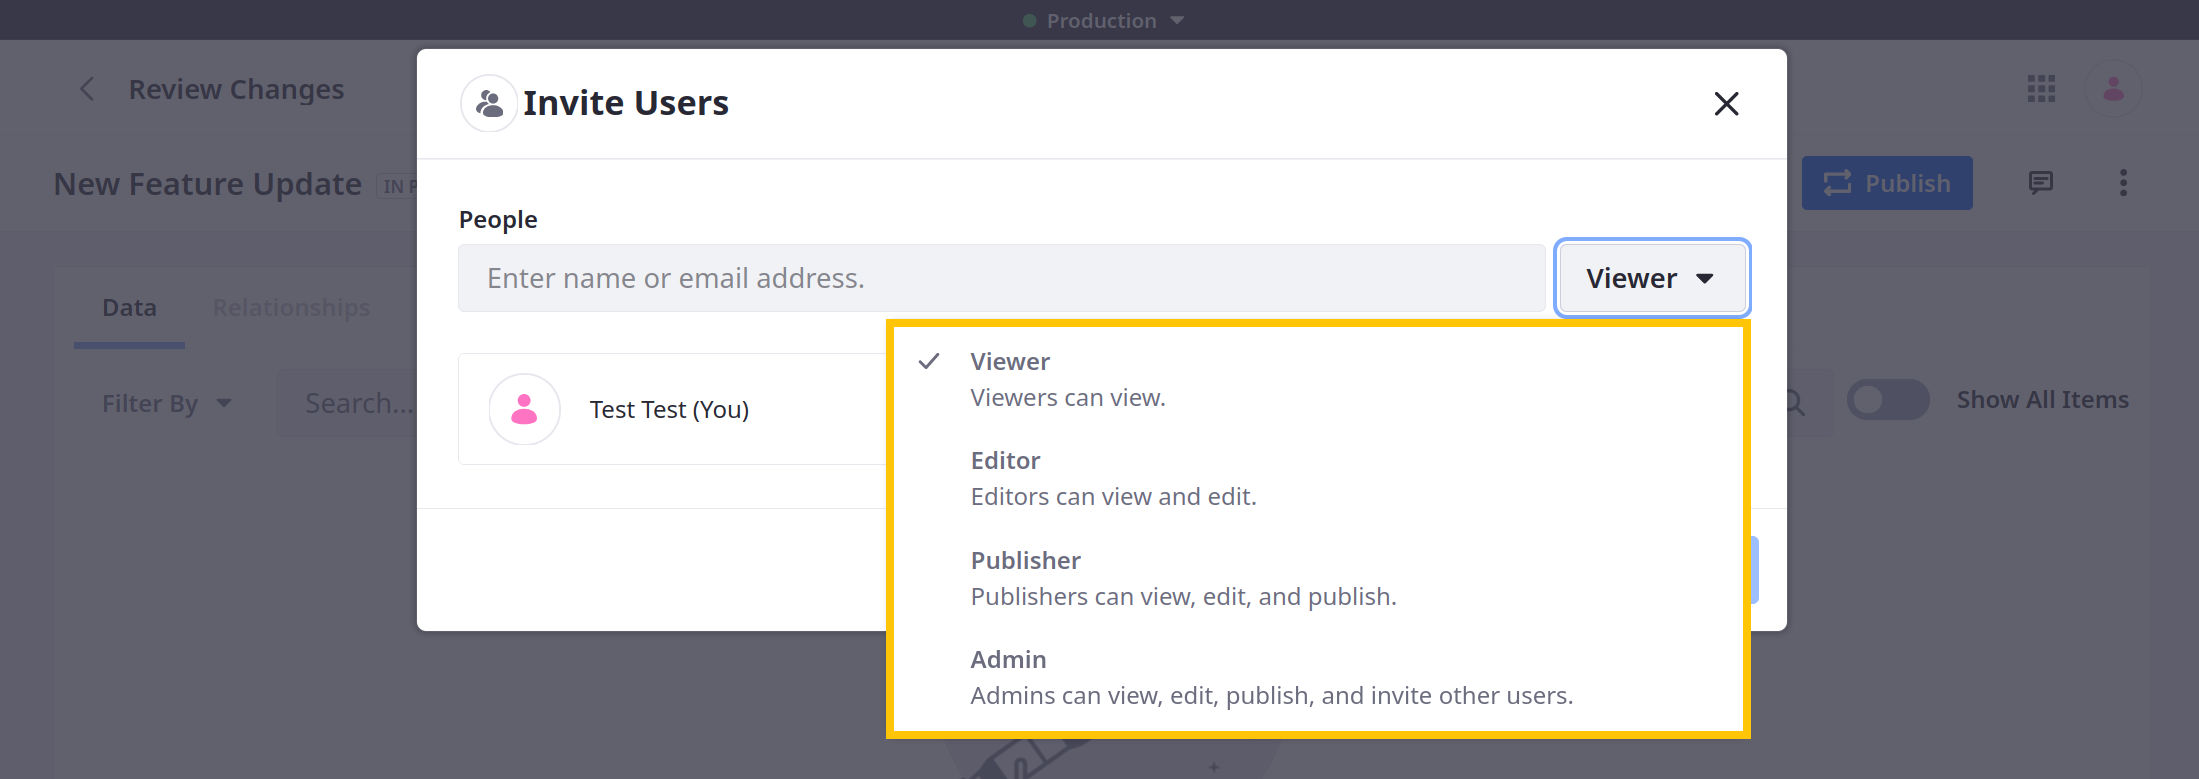 Production
Review Changes
Invite Users
New Feature Update
IN
Publish
People
Enter name or email address.
Viewer
Data
Relationships
Viewer
Viewers can view.
Filter By
Search...
Test Test (You)
Show All Items
Editor
Editors can view and edit.
Publisher
Publishers can view, edit, and publish.
Admin
Admins can view, edit, publish, and invite other users.